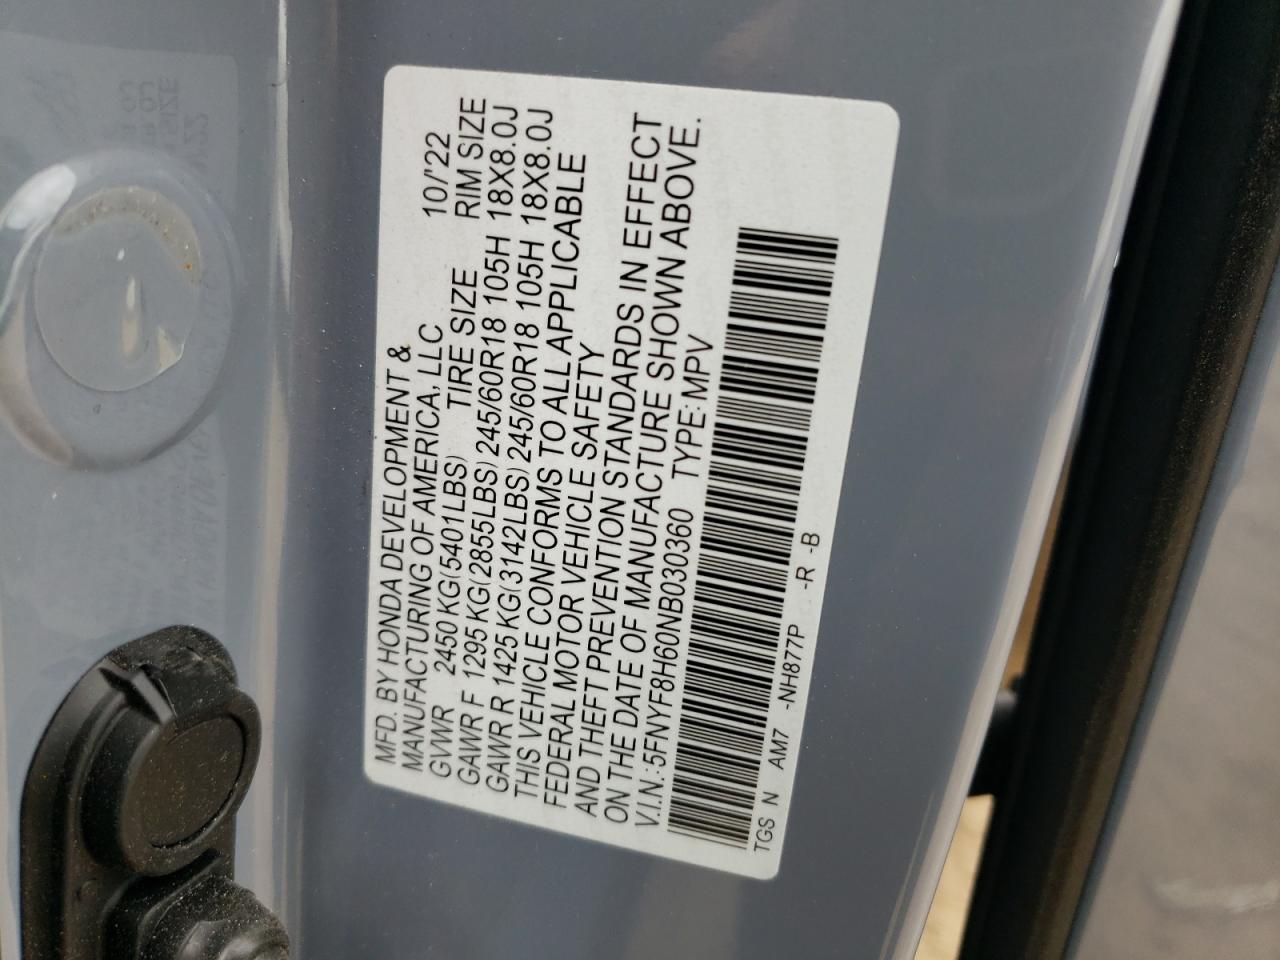 MFD. BY HONDA DEVELOPMENT &
MANUFACTURING OF AMERICA, LLC 10/'22
GVWR 2450 KG(5401LBS) TIRE SIZE RIM SIZE
GAWR F 1295 KG(2855LBS) 245/60R18 105H 18X8.0J
GAWR R 1425 KG(3142LBS) 245/60R18 105H 18X8.0J
THIS VEHICLE CONFORMS TO ALL APPLICABLE
FEDERAL MOTOR VEHICLE SAFETY
AND THEFT PREVENTION STANDARDS IN EFFECT
ON THE DATE OF MANUFACTURE SHOWN ABOVE.
V.I.N.:5FNYF8H60NB030360 TYPE:MPV
TGS N AM7 -NH877P -R -B